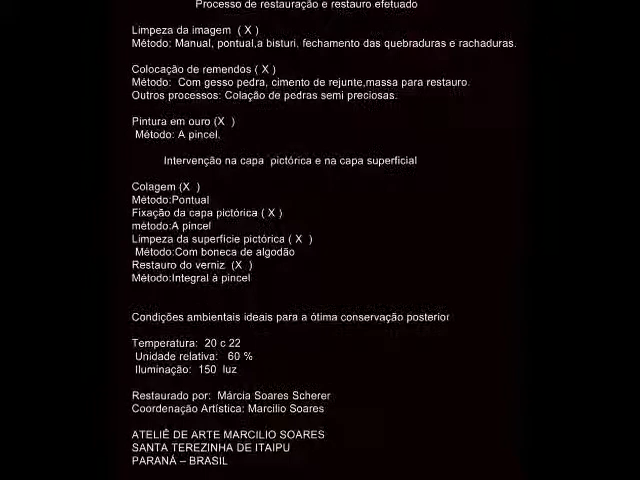 Processo de restauração e restauro efetuado
Limpeza da imagem ( X )
Método: Manual, pontual,a bisturi, fechamento das quebraduras e rachaduras.
Colocação de remendos ( X )
Método: Com gesso pedra, cimento de rejunte,massa para restauro.
Outros processos: Colação de pedras semi preciosas.
Pintura em ouro (X )
Método: A pincel.
Intervenção na capa pictórica e na capa superficial
Colagem (X )
Método:Pontual
Fixação da capa pictórica ( X )
método:A pincel
Limpeza da superfície pictórica ( X )
Método:Com boneca de algodão
Restauro do verniz (X )
Método:Integral à pincel
Condições ambientais ideais para a ótima conservação posterior
Temperatura: 20 c 22
Unidade relativa: 60 %
Iluminação: 150 luz
Restaurado por: Márcia Soares Scherer
Coordenação Artística: Marcilio Soares
ATELIÊ DE ARTE MARCILIO SOARES
SANTA TEREZINHA DE ITAIPU
PARANÁ – BRASIL